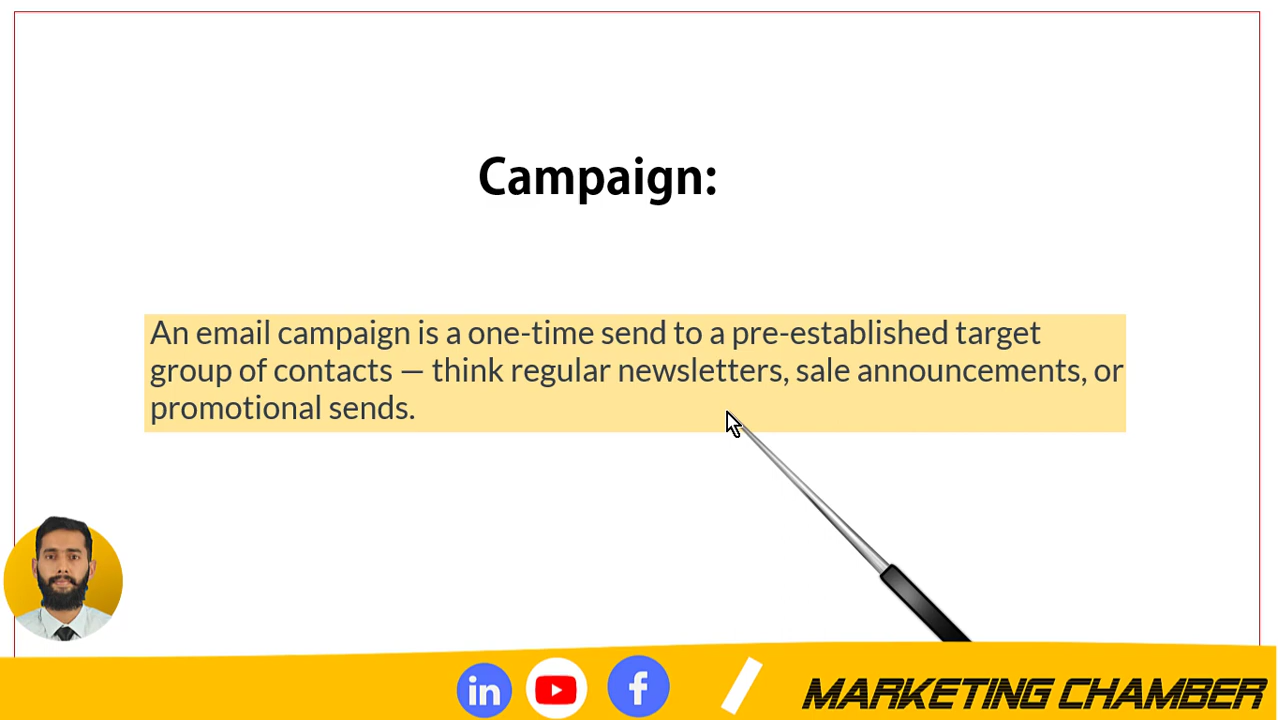 Campaign:
An email campaign is a one-time send to a pre-established target
group of contacts — think regular newsletters, sale announcements, or
promotional sends.
in
f
MARKETING CHAMBER